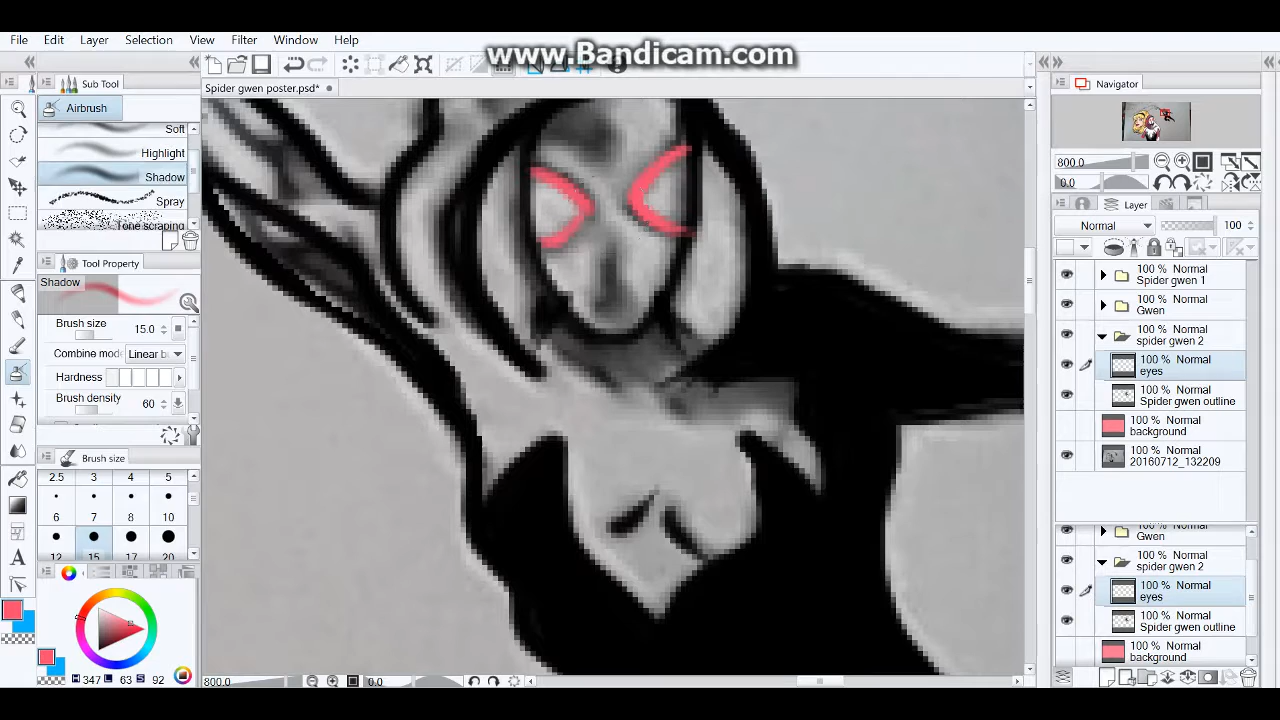 File Edit Layer Selection View Filter Window Help
www.Bandicam.com
Sub Tool
Spider gwen poster.psd*
Navigator
Airbrush
Soft
Highlight
Shadow
Spray
Tone scraping
800.0
0.0
Layer
Normal 100
Tool Property
Shadow
Brush size 15.0
Combine mode Linear b
Hardness
Brush density 60
Brush size
2.5 3 4 5
6 7 8 10
12 15 17 20
347 63 92
800.0 0.0
100 % Normal
Spider gwen 1
100 % Normal
Gwen
100 % Normal
spider gwen 2
100 % Normal
eyes
100 % Normal
Spider gwen outline
100 % Normal
background
100 % Normal
20160712_132209
Gwen
100 % Normal
spider gwen 2
100 % Normal
eyes
100 % Normal
Spider gwen outline
100 % Normal
background